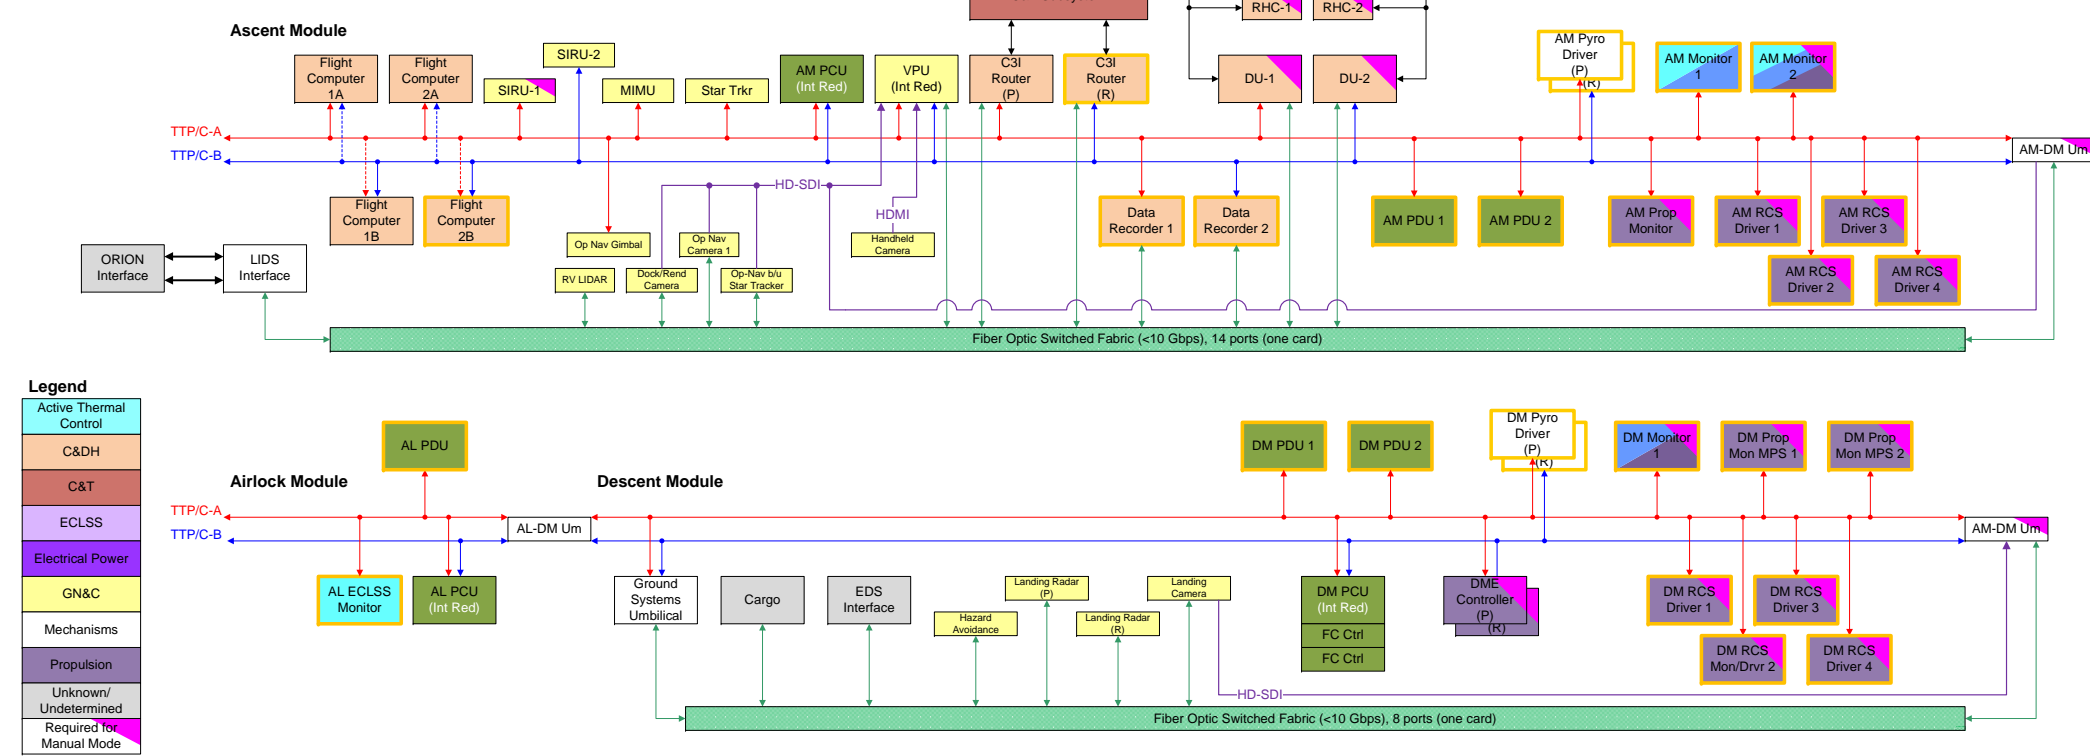 RHC-1
RHC-2
Ascent Module
Flight
Computer
1A
Flight
Computer
2A
SIRU-1
SIRU-2
MIMU
Star Trkr
AM PCU
(Int Red)
VPU
(Int Red)
C3I
Router
(P)
C3I
Router
(R)
DU-1
DU-2
AM Pyro
Driver
(P)
(R)
AM Monitor
1
AM Monitor
2
TTP/C-A
TTP/C-B
AM-DM Um
HD-SDI
HDMI
Flight
Computer
1B
Flight
Computer
2B
Op Nav Gimbal
Op Nav
Camera 1
Handheld
Camera
Data
Recorder 1
Data
Recorder 2
AM PDU 1
AM PDU 2
AM Prop
Monitor
AM RCS
Driver 1
AM RCS
Driver 3
ORION
Interface
LIDS
Interface
RV LIDAR
Dock/Rend
Camera
Op-Nav b/u
Star Tracker
AM RCS
Driver 2
AM RCS
Driver 4
Fiber Optic Switched Fabric (<10 Gbps), 14 ports (one card)
Legend
Active Thermal
Control
C&DH
C&T
ECLSS
Electrical Power
GN&C
Mechanisms
Propulsion
Unknown/
Undetermined
Required for
Manual Mode
AL PDU
Airlock Module
Descent Module
DM PDU 1
DM PDU 2
DM Pyro
Driver
(P)
(R)
DM Monitor
1
DM Prop
Mon MPS 1
DM Prop
Mon MPS 2
TTP/C-A
TTP/C-B
AL-DM Um
AM-DM Um
AL ECLSS
Monitor
AL PCU
(Int Red)
Ground
Systems
Umbilical
Cargo
EDS
Interface
Hazard
Avoidance
Landing Radar
(P)
Landing Radar
(R)
Landing
Camera
DM PCU
(Int Red)
FC Ctrl
FC Ctrl
DME
Controller
(P)
(R)
DM RCS
Driver 1
DM RCS
Driver 3
DM RCS
Mon/Drvr 2
DM RCS
Driver 4
HD-SDI
Fiber Optic Switched Fabric (<10 Gbps), 8 ports (one card)